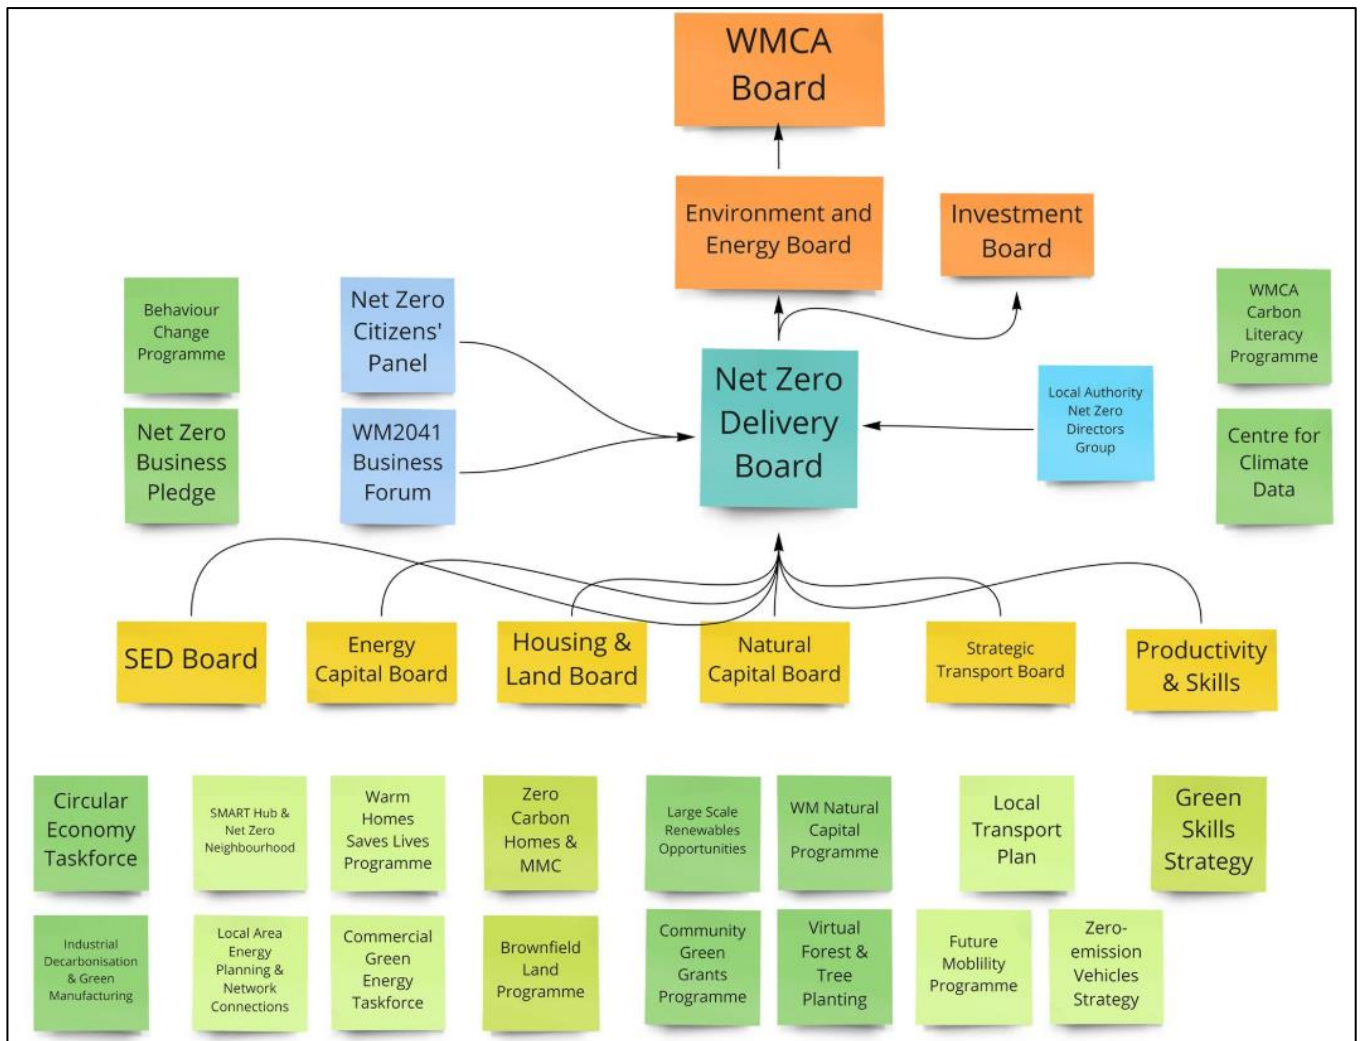 WMCA
Board
Environment and
Energy Board
Investment
Board
Behaviour
Change
Programme
Net Zero
Citizens'
Panel
WMCA
Carbon
Literacy
Programme
Net Zero
Delivery
Board
Local Authority
Net Zero
Directors
Group
Net Zero
Business
Pledge
WM2041
Business
Forum
Centre for
Climate
Data
SED Board
Energy
Capital Board
Housing &
Land Board
Natural
Capital Board
Strategic
Transport Board
Productivity
& Skills
Circular
Economy
Taskforce
SMART Hub &
Net Zero
Neighbourhood
Warm
Homes
Saves Lives
Programme
Zero
Carbon
Homes &
MMC
Large Scale
Renewables
Opportunities
WM Natural
Capital
Programme
Local
Transport
Plan
Green
Skills
Strategy
Industrial
Decarbonisation
& Green
Manufacturing
Local Area
Energy
Planning &
Network
Connections
Commercial
Green
Energy
Taskforce
Brownfield
Land
Programme
Community
Green
Grants
Programme
Virtual
Forest &
Tree
Planting
Future
Moblility
Programme
Zero-
emission
Vehicles
Strategy